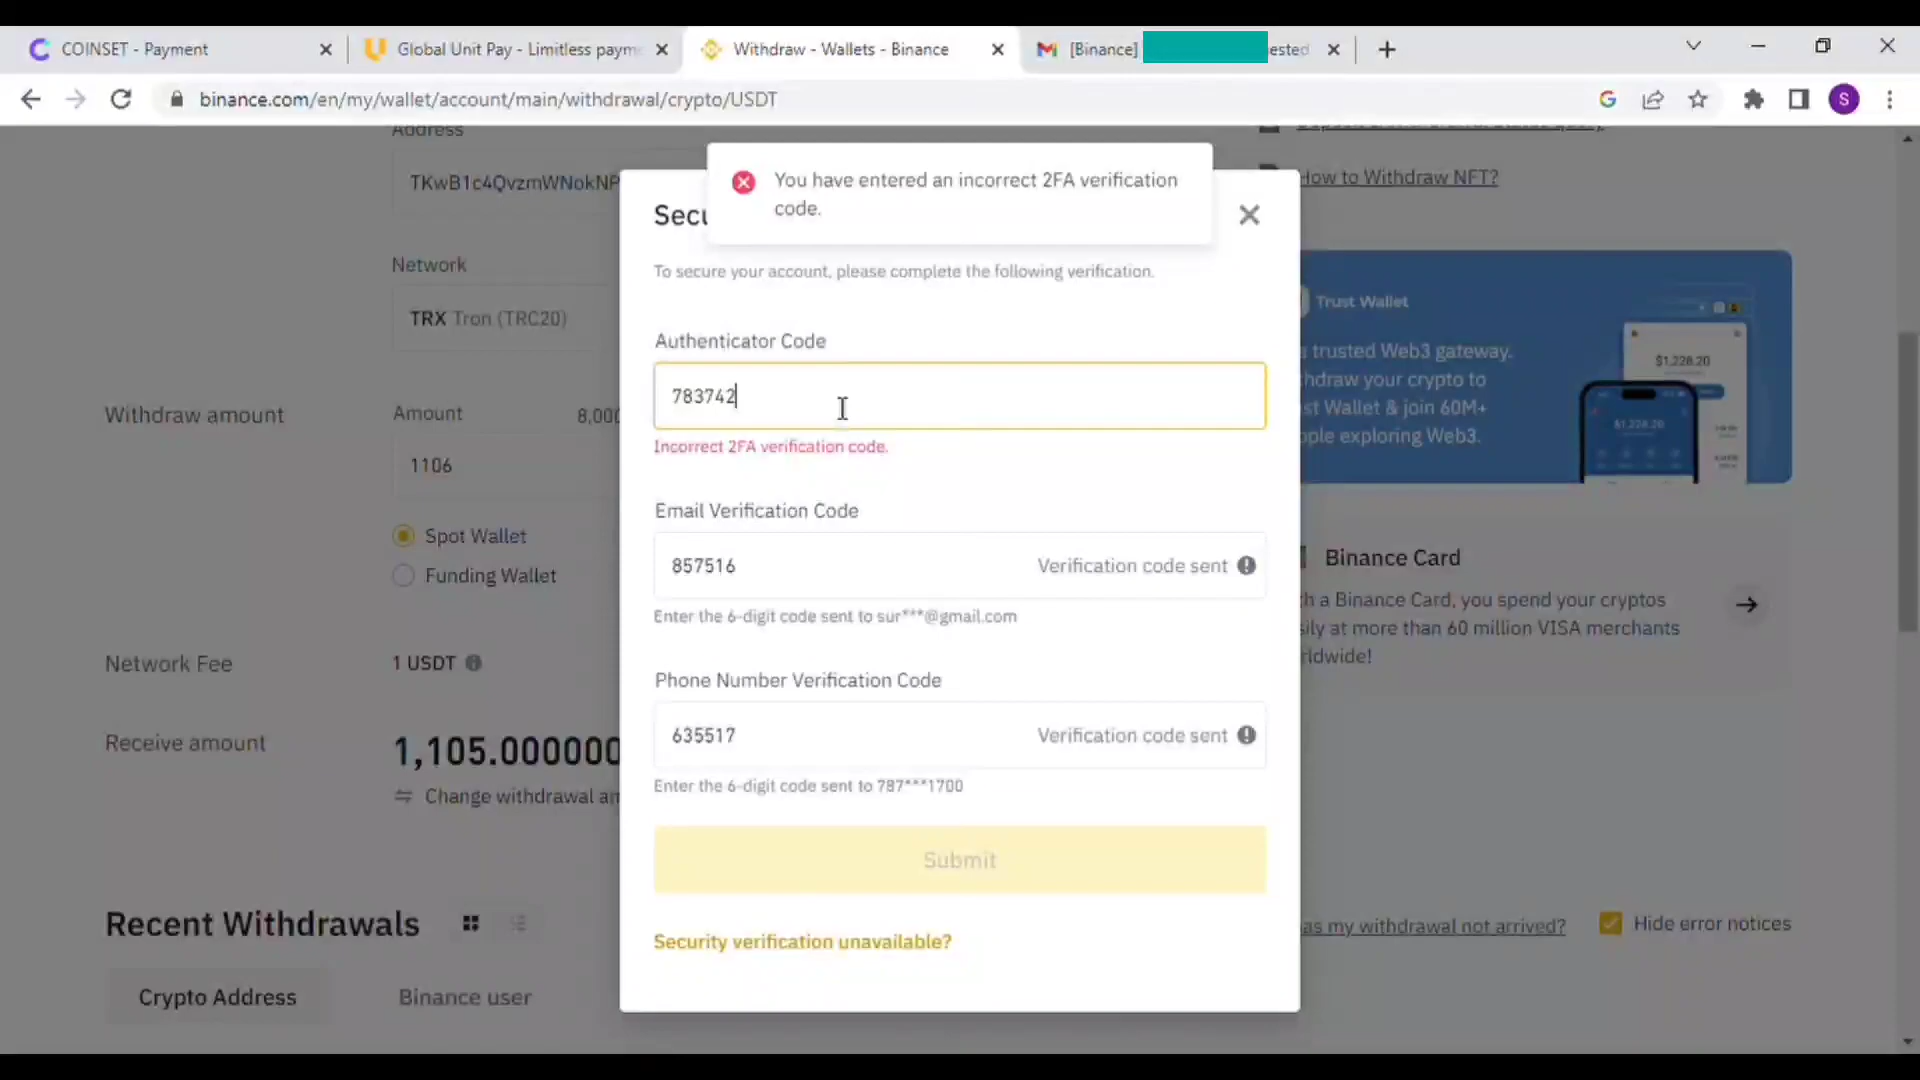 COINSET - Payment
Global Unit Pay - Limitless payme
Withdraw - Wallets - Binance
[Binance] ested
binance.com/en/my/wallet/account/main/withdrawal/crypto/USDT
S
Address
TKwB1c4QvzmWNokNP
You have entered an incorrect 2FA verification
code.
Secu
How to Withdraw NFT?
To secure your account, please complete the following verification.
Network
TRX Tron (TRC20)
Authenticator Code
783742
Incorrect 2FA verification code.
Trust Wallet
a trusted Web3 gateway.
hdraw your crypto to
st Wallet & join 60M+
ople exploring Web3.
$1,228.20
$1,228.20
Withdraw amount
Amount 8,000
1106
Spot Wallet
Funding Wallet
Email Verification Code
857516 Verification code sent
Enter the 6-digit code sent to sur***@gmail.com
Binance Card
h a Binance Card, you spend your cryptos
sily at more than 60 million VISA merchants
rldwide!
Network Fee
1 USDT
Phone Number Verification Code
635517 Verification code sent
Enter the 6-digit code sent to 787***1700
Receive amount
1,105.000000
Change withdrawal am
Submit
Security verification unavailable?
Recent Withdrawals
as my withdrawal not arrived?
Hide error notices
Crypto Address
Binance user